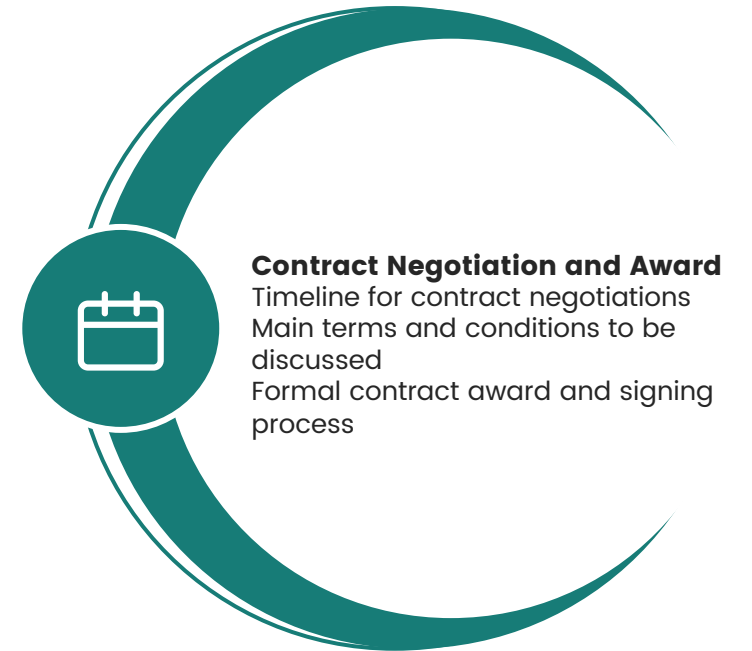 Contract Negotiation and Award
Timeline for contract negotiations
Main terms and conditions to be
discussed
Formal contract award and signing
process